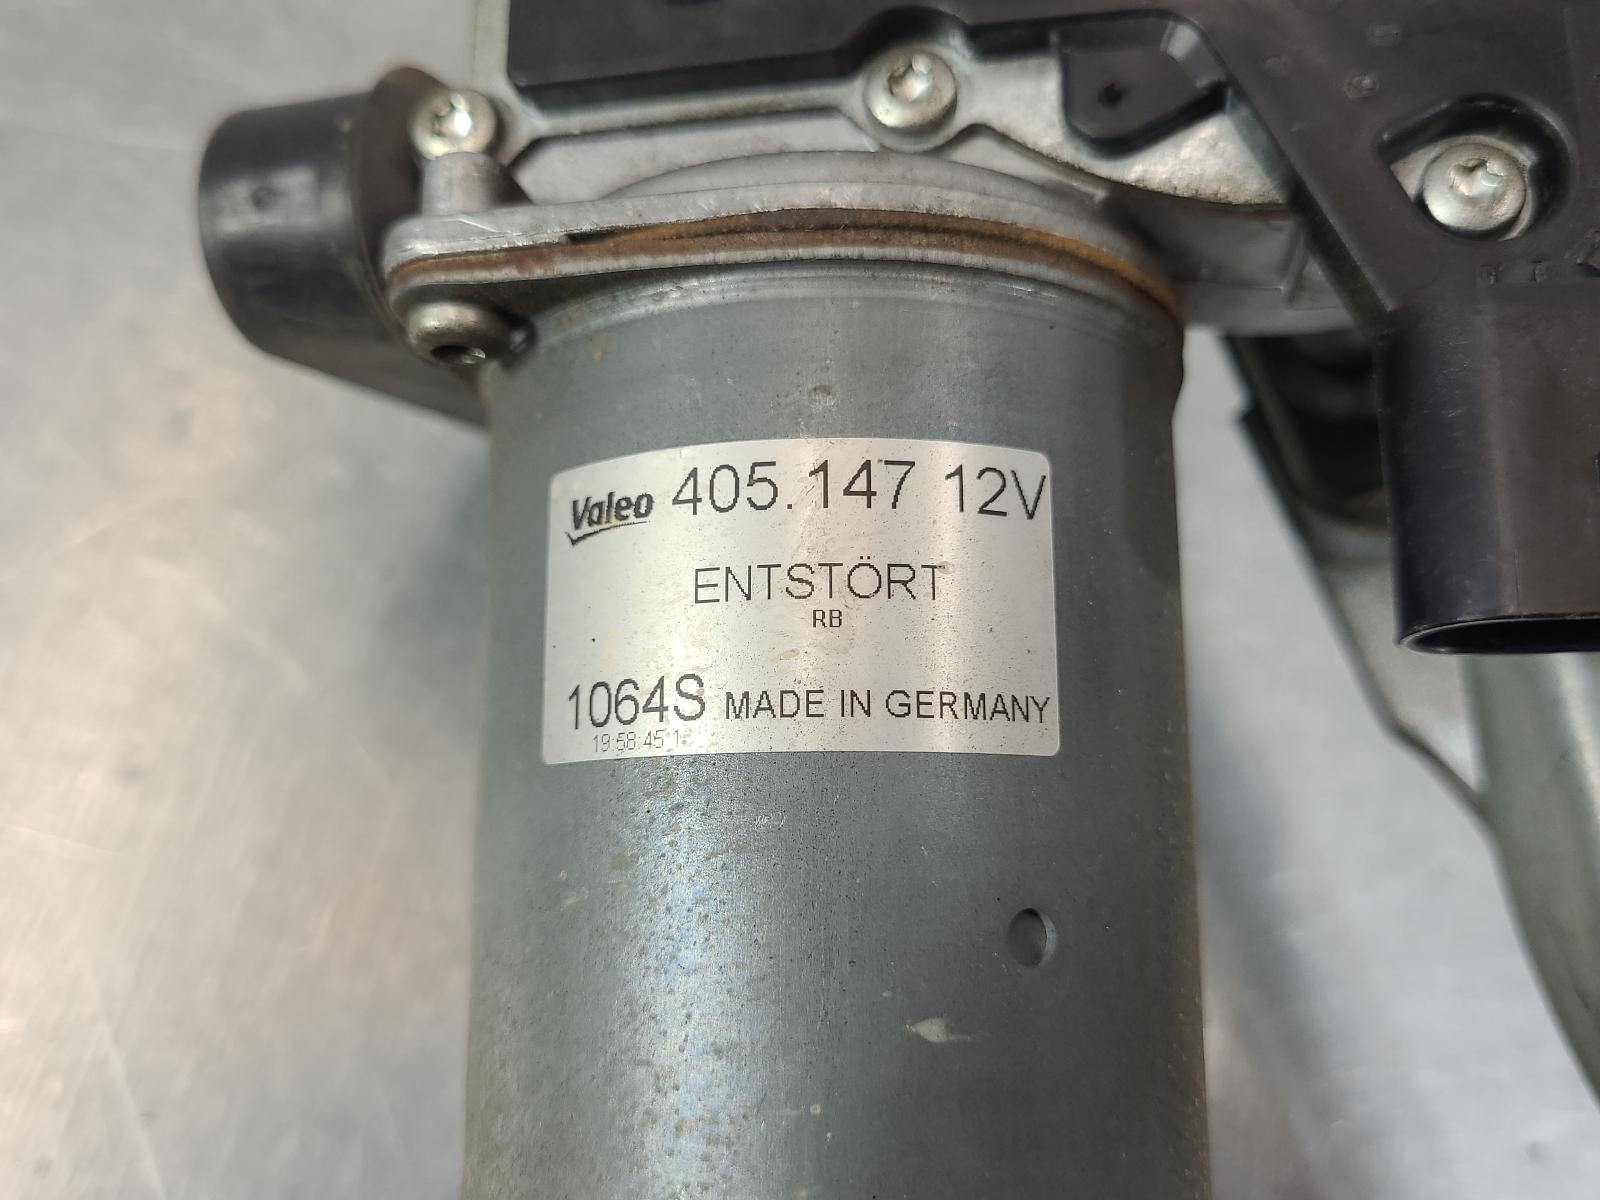 Valeo 405.147 12V
ENTSTÖRT
RB
1064S MADE IN GERMANY
19:58:45